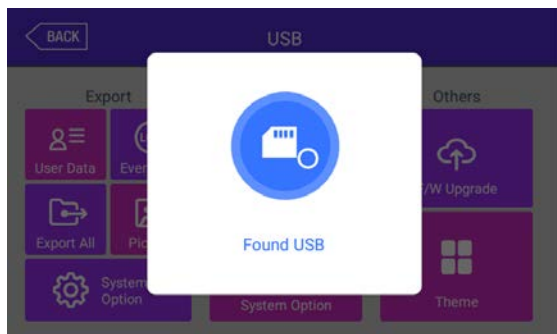 BACK
USB
Export
Others
User Data
Export All
System
Option
Found USB
System Option
F/W Upgrade
Theme